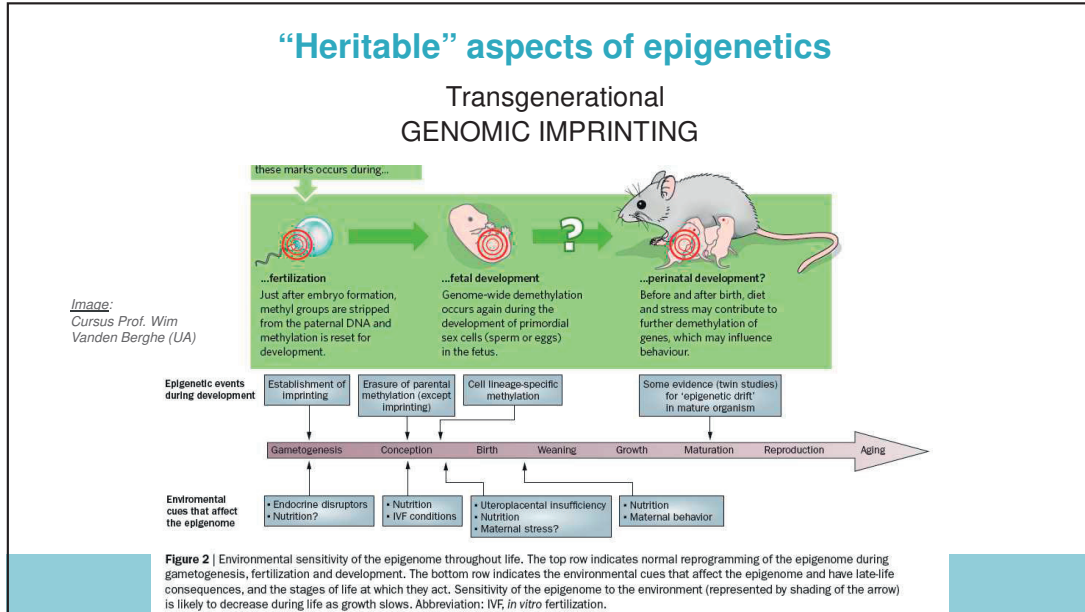 “Heritable” aspects of epigenetics
Transgenerational
GENOMIC IMPRINTING
these marks occurs during...
?
...fertilization
Just after embryo formation,
methyl groups are stripped
from the paternal DNA and
methylation is reset for
development.
...fetal development
Genome-wide demethylation
occurs again during the
development of primordial
sex cells (sperm or eggs)
in the fetus.
...perinatal development?
Before and after birth, diet
and stress may contribute to
further demethylation of
genes, which may influence
behaviour.
Image:
Cursus Prof. Wim
Vanden Berghe (UA)
Epigenetic events
during development
Establishment of
imprinting
Erasure of parental
methylation (except
imprinting)
Cell lineage-specific
methylation
Some evidence (twin studies)
for ‘epigenetic drift’
in mature organism
Gametogenesis Conception Birth Weaning Growth Maturation Reproduction Aging
Enviromental
cues that affect
the epigenome
• Endocrine disruptors
• Nutrition?
• Nutrition
• IVF conditions
• Uteroplacental insufficiency
• Nutrition
• Maternal stress?
• Nutrition
• Maternal behavior
Figure 2 | Environmental sensitivity of the epigenome throughout life. The top row indicates normal reprogramming of the epigenome during
gametogenesis, fertilization and development. The bottom row indicates the environmental cues that affect the epigenome and have late-life
consequences, and the stages of life at which they act. Sensitivity of the epigenome to the environment (represented by shading of the arrow)
is likely to decrease during life as growth slows. Abbreviation: IVF, in vitro fertilization.